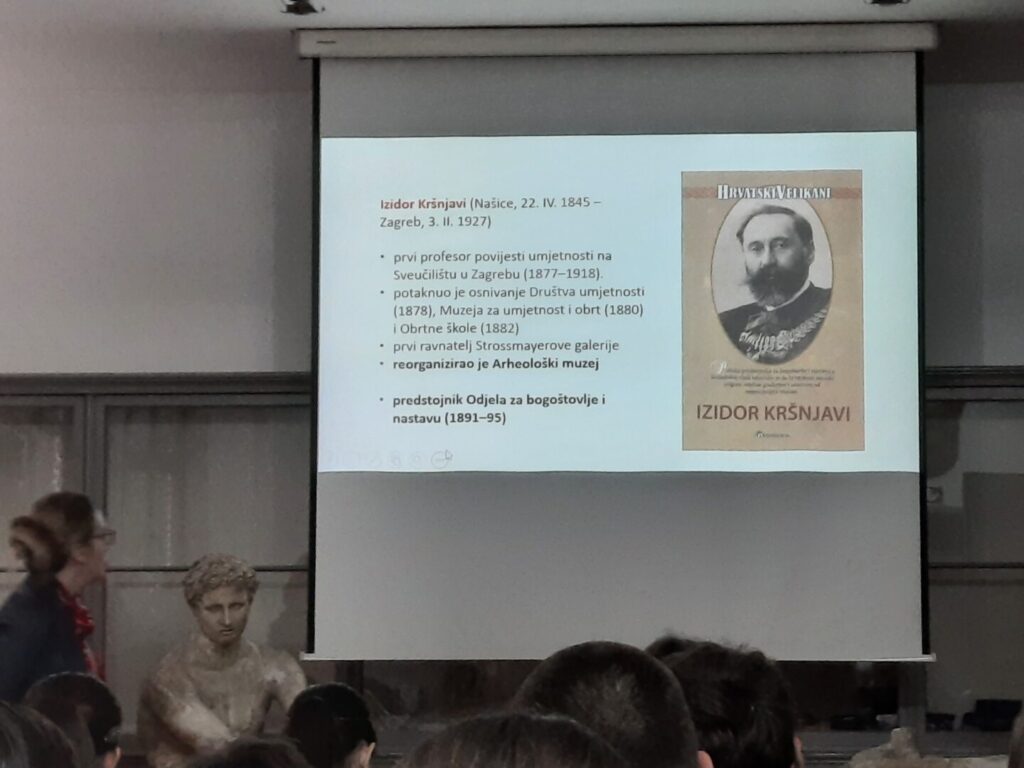 Izidor Kršnjavi (Našice, 22. IV. 1845 –
Zagreb, 3. II. 1927)
• prvi profesor povijesti umjetnosti na
Sveučilištu u Zagrebu (1877–1918).
• potaknuo je osnivanje Društva umjetnosti
(1878), Muzeja za umjetnost i obrt (1880)
i Obrtne škole (1882)
• prvi ravnatelj Strossmayerove galerije
• reorganizirao je Arheološki muzej
• predstojnik Odjela za bogoštovlje i
nastavu (1891–95)
HRVATSKI VELIKANI
IZIDOR KRŠNJAVI